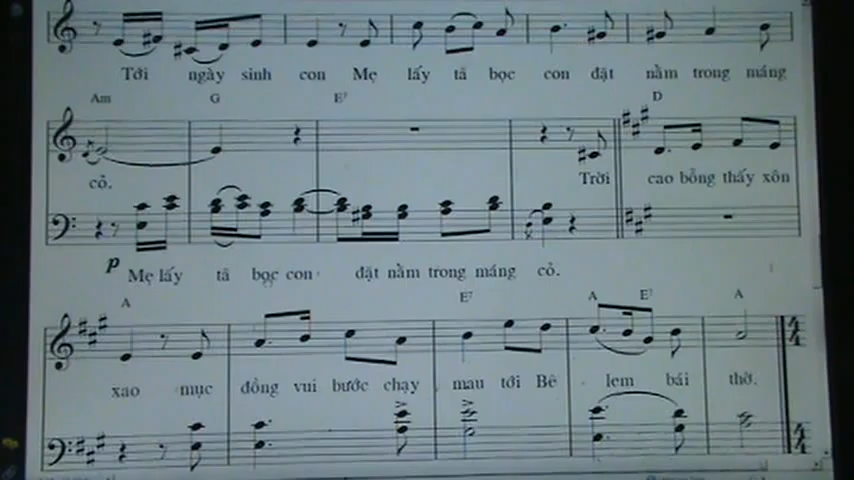 Tới ngày sinh con Mẹ lấy tã bọc con đặt nằm trong máng
Am G E7 D
cỏ. Trời cao bỗng thấy xôn
p
Mẹ lấy tã bọc con đặt nằm trong máng cỏ.
A E7 A E7 A
xao mục đồng vui bước chạy mau tới Bê lem bái thờ.